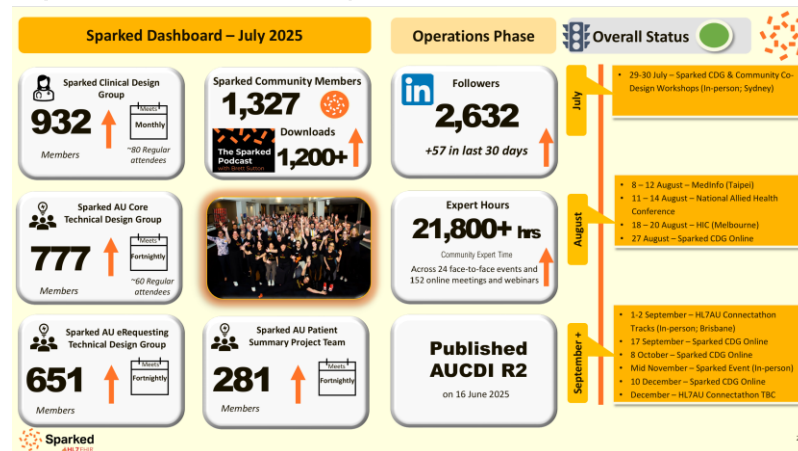 Sparked Dashboard – July 2025
Operations Phase
Overall Status
Sparked Clinical Design
Group
932
Members
Meets
Monthly
~80 Regular
attendees
Sparked Community Members
1,327
The Sparked
Podcast
with Brett Sutton
Downloads
1,200+
Followers
2,632
+57 in last 30 days
Sparked AU Core
Technical Design Group
777
Members
Meets
Fortnightly
~60 Regular
attendees
Expert Hours
21,800+ hrs
Community Expert Time
Across 24 face-to-face events and
152 online meetings and webinars
Sparked AU eRequesting
Technical Design Group
651
Members
Meets
Fortnightly
Sparked AU Patient
Summary Project Team
281
Members
Meets
Fortnightly
Published
AUCDI R2
on 16 June 2025
July
• 29-30 July – Sparked CDG & Community Co-
Design Workshops (In-person; Sydney)
August
• 8 – 12 August – MedInfo (Taipei)
• 11 – 14 August – National Allied Health
Conference
• 18 – 20 August – HIC (Melbourne)
• 27 August – Sparked CDG Online
September +
• 1-2 September – HL7AU Connectathon
Tracks (In-person; Brisbane)
• 17 September – Sparked CDG Online
• 8 October – Sparked CDG Online
• Mid November – Sparked Event (In-person)
• 10 December – Sparked CDG Online
• December – HL7AU Connectathon TBC
Sparked